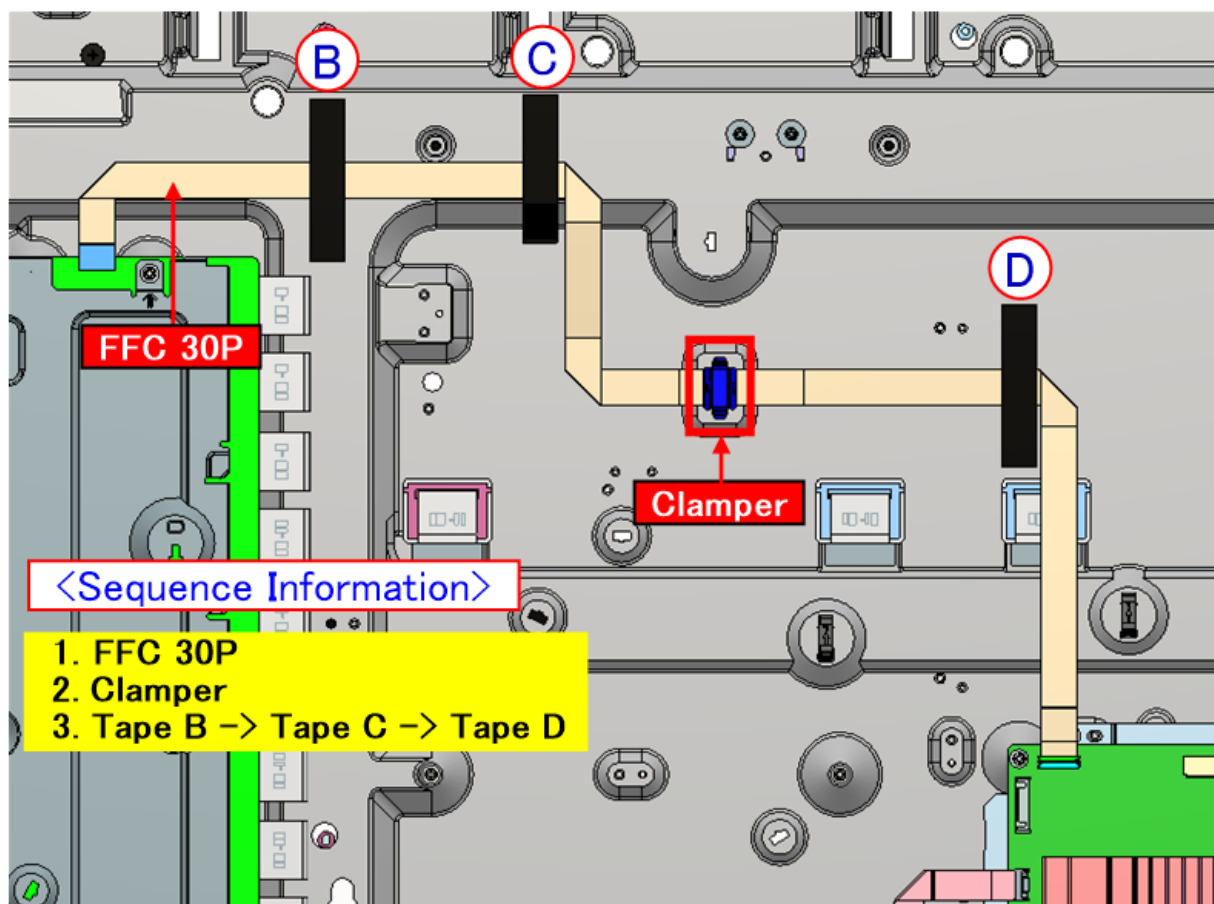 B
C
D
FFC 30P
Clamper
<Sequence Information>
1. FFC 30P
2. Clamper
3. Tape B -> Tape C -> Tape D